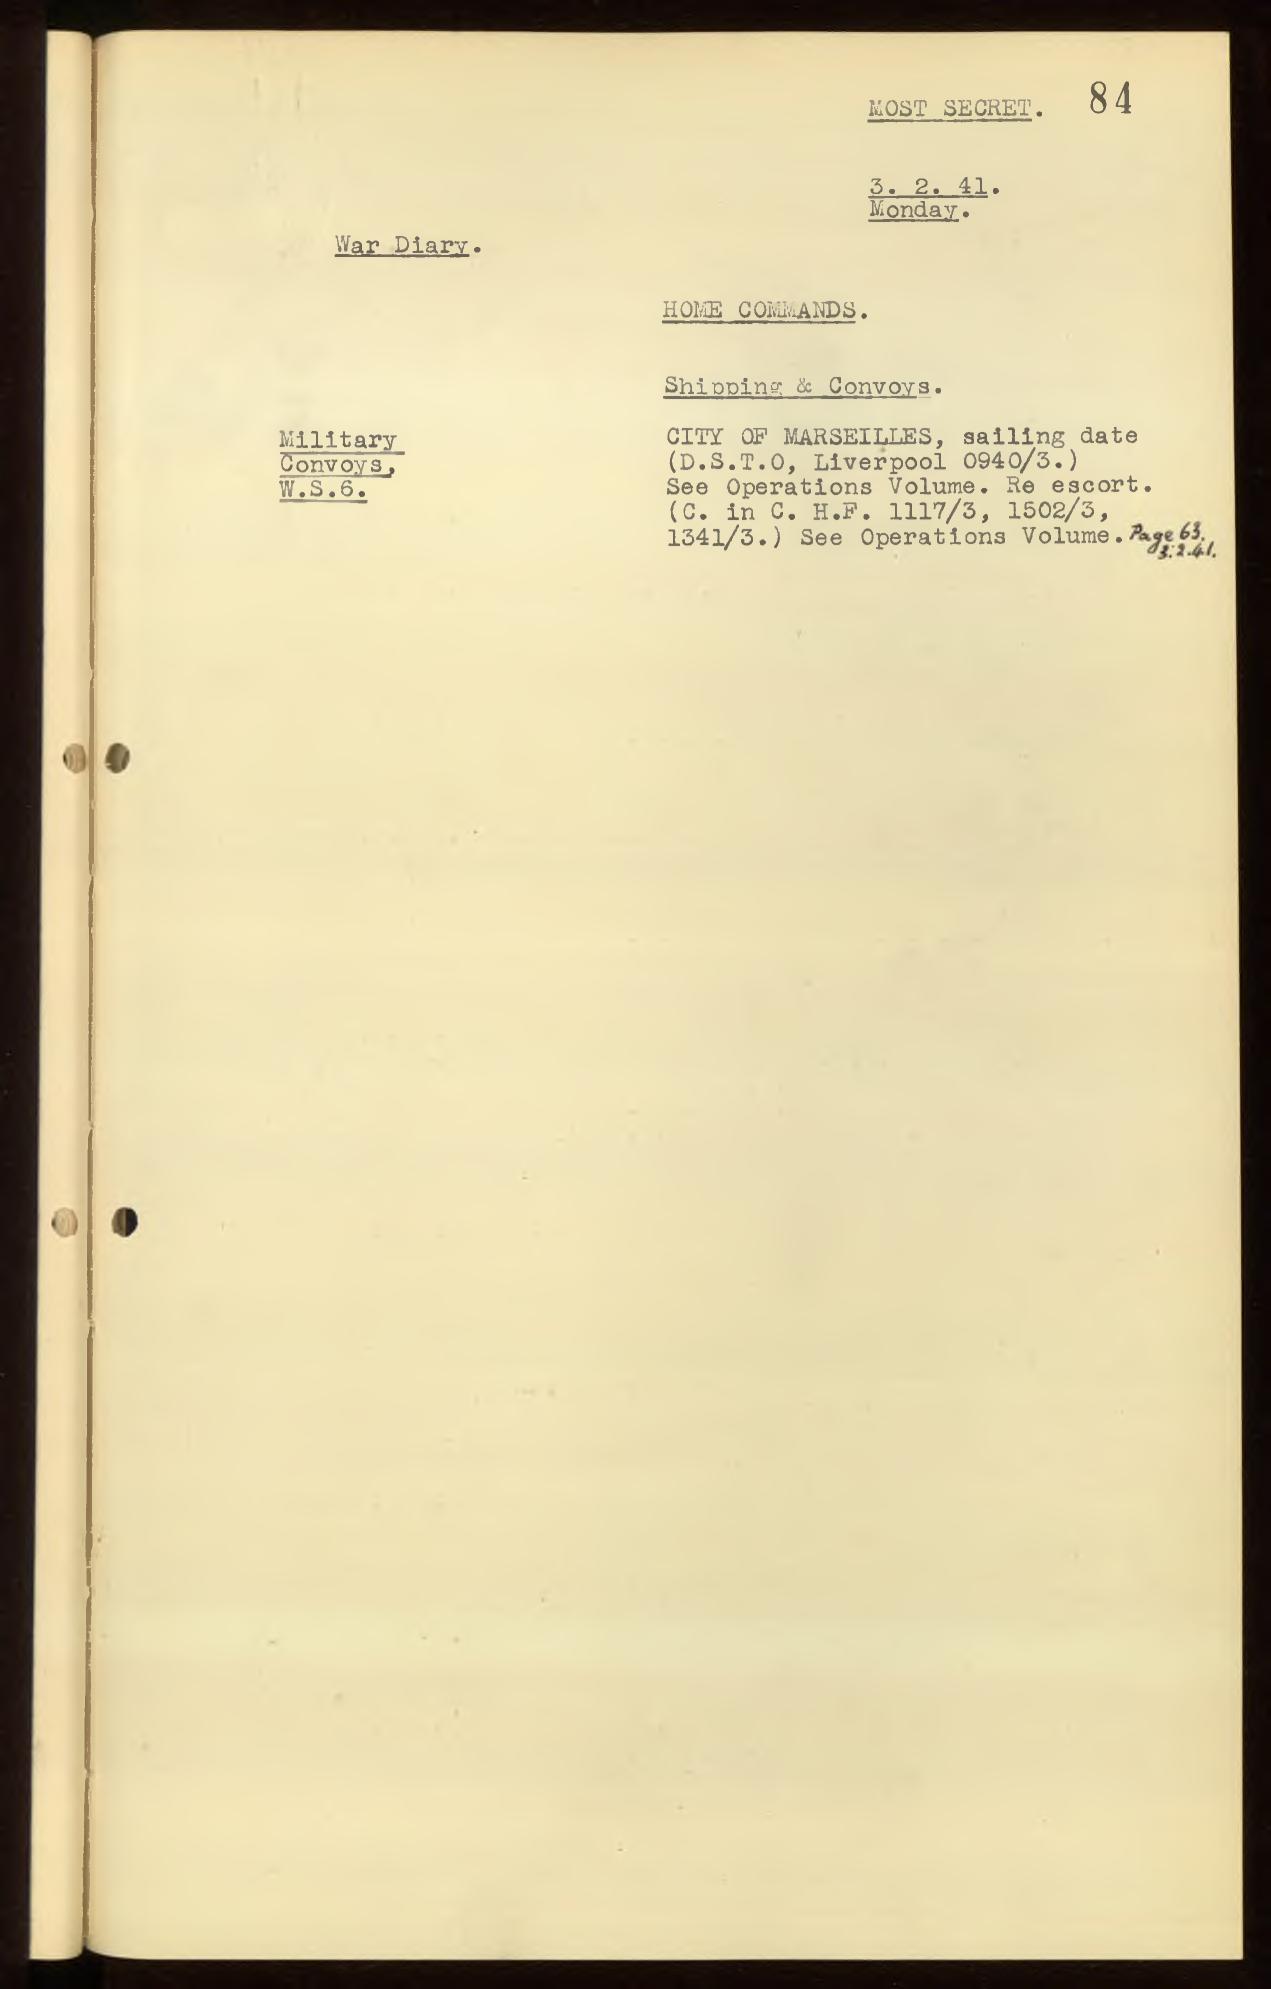 MOST SECRET. 84
3. 2. 41.
Monday.
War Diary.
HOME COMMANDS.
Shipping & Convoys.
Military
Convoys,
W.S.6.
CITY OF MARSEILLES, sailing date
(D.S.T.O, Liverpool 0940/3.)
See Operations Volume. Re escort.
(C. in C. H.F. 1117/3, 1502/3,
1341/3.) See Operations Volume. Page 63.
3.2.41.